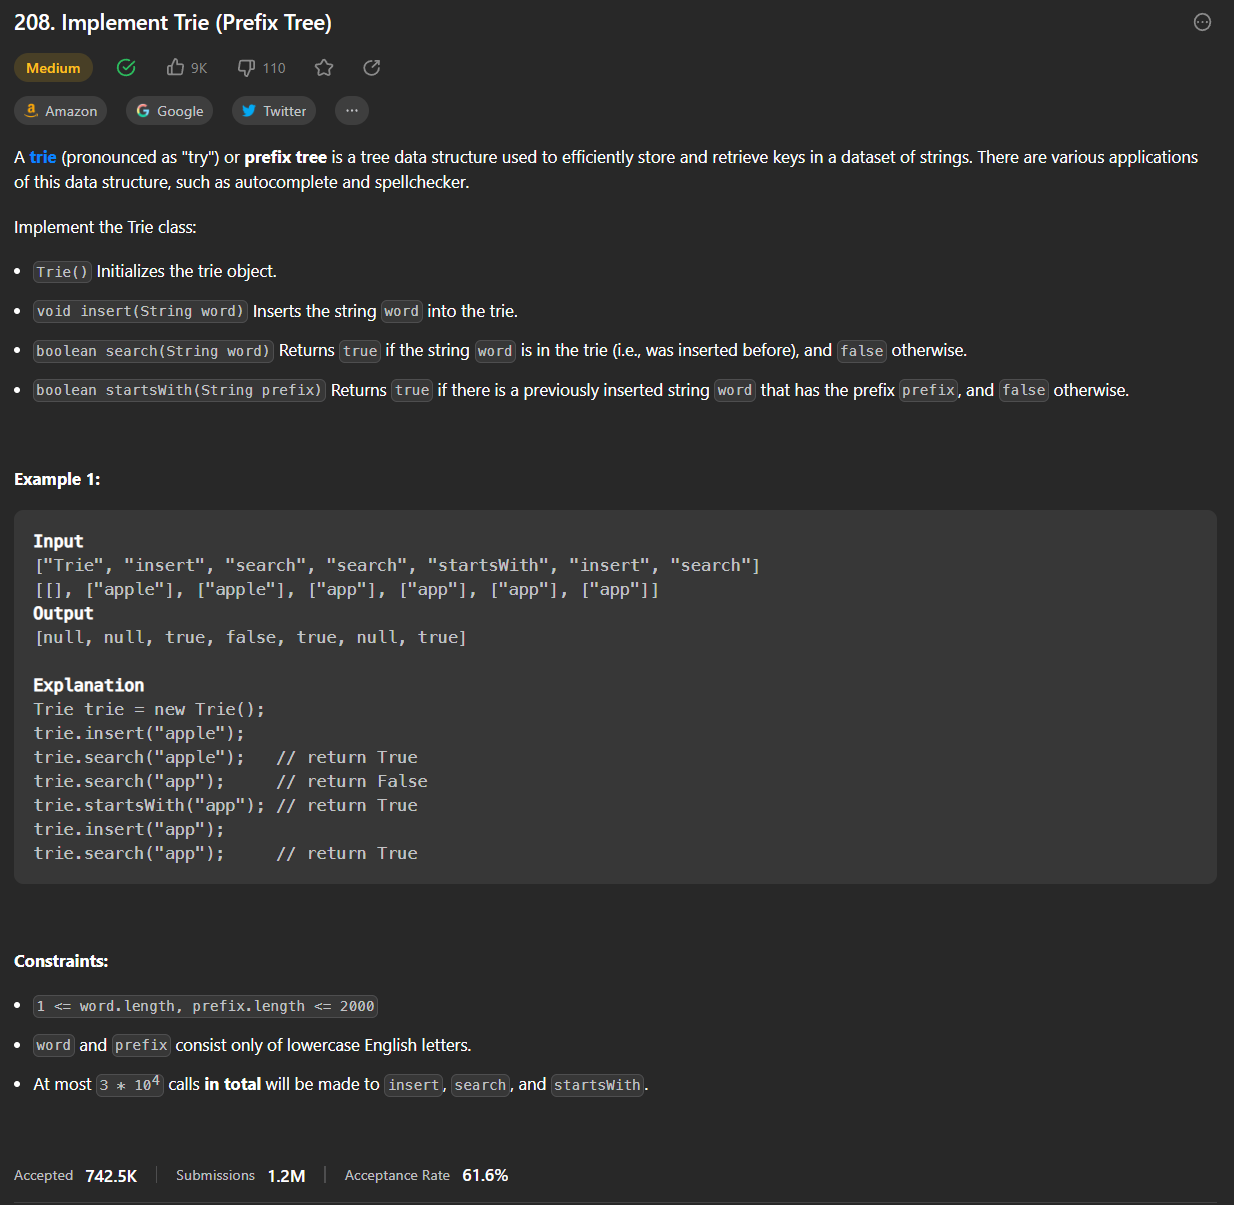 208. Implement Trie (Prefix Tree)
Medium 9K 110
Amazon Google Twitter ...
A trie (pronounced as "try") or prefix tree is a tree data structure used to efficiently store and retrieve keys in a dataset of strings. There are various applications
of this data structure, such as autocomplete and spellchecker.
Implement the Trie class:
• Trie() Initializes the trie object.
• void insert(String word) Inserts the string word into the trie.
• boolean search(String word) Returns true if the string word is in the trie (i.e., was inserted before), and false otherwise.
• boolean startsWith(String prefix) Returns true if there is a previously inserted string word that has the prefix prefix, and false otherwise.
Example 1:
Input
["Trie", "insert", "search", "search", "startsWith", "insert", "search"]
[[], ["apple"], ["apple"], ["app"], ["app"], ["app"], ["app"]]
Output
[null, null, true, false, true, null, true]
Explanation
Trie trie = new Trie();
trie.insert("apple");
trie.search("apple");   // return True
trie.search("app");     // return False
trie.startsWith("app"); // return True
trie.insert("app");
trie.search("app");     // return True
Constraints:
• 1 <= word.length, prefix.length <= 2000
• word and prefix consist only of lowercase English letters.
• At most 3 * 10⁴ calls in total will be made to insert, search, and startsWith.
Accepted 742.5K | Submissions 1.2M | Acceptance Rate 61.6%